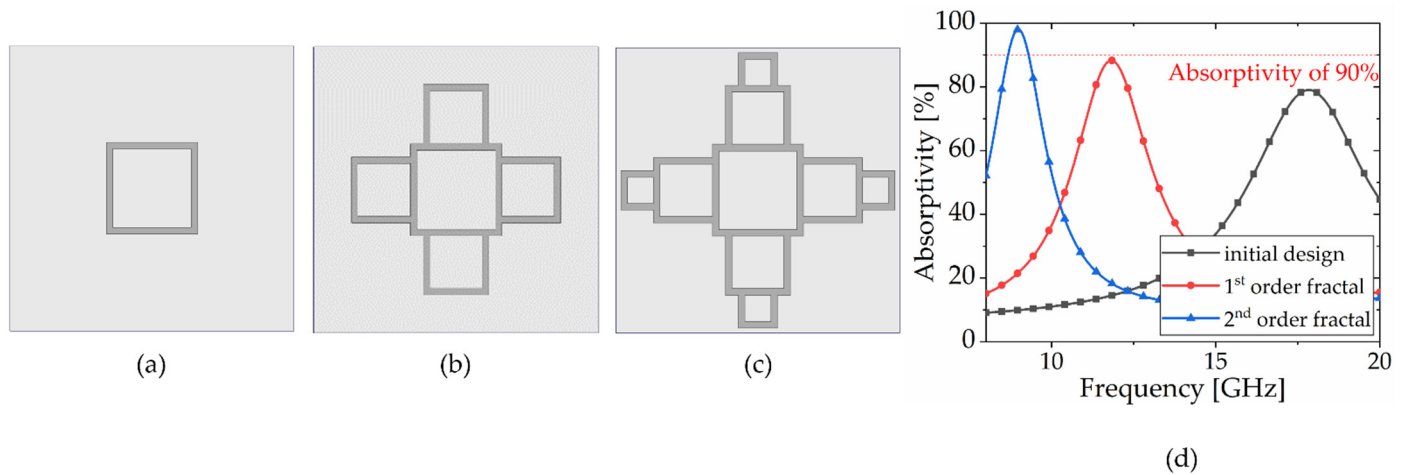 (a)
(b)
(c)
Absorptivity [%]
100
80
60
40
20
0
Absorptivity of 90%
initial design
1st order fractal
2nd order fractal
10
15
20
Frequency [GHz]
(d)